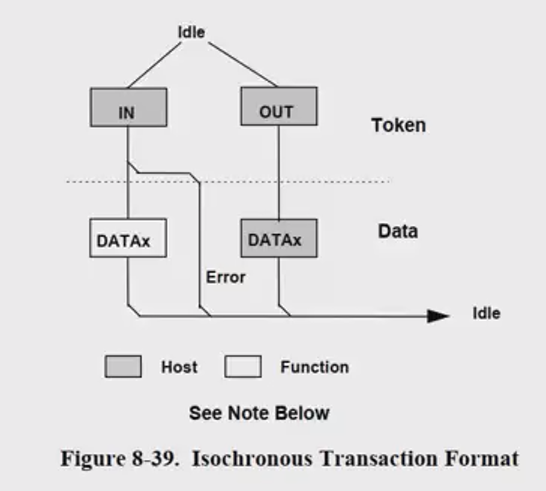 Idle
IN OUT Token
DATAx DATAx Data
Error
Idle
Host Function
See Note Below
Figure 8-39. Isochronous Transaction Format